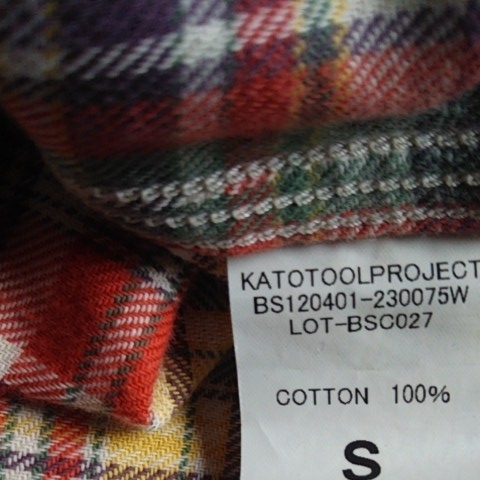 KATOTOOLPROJECT
BS120401-230075W
LOT-BSC027
COTTON 100%
S